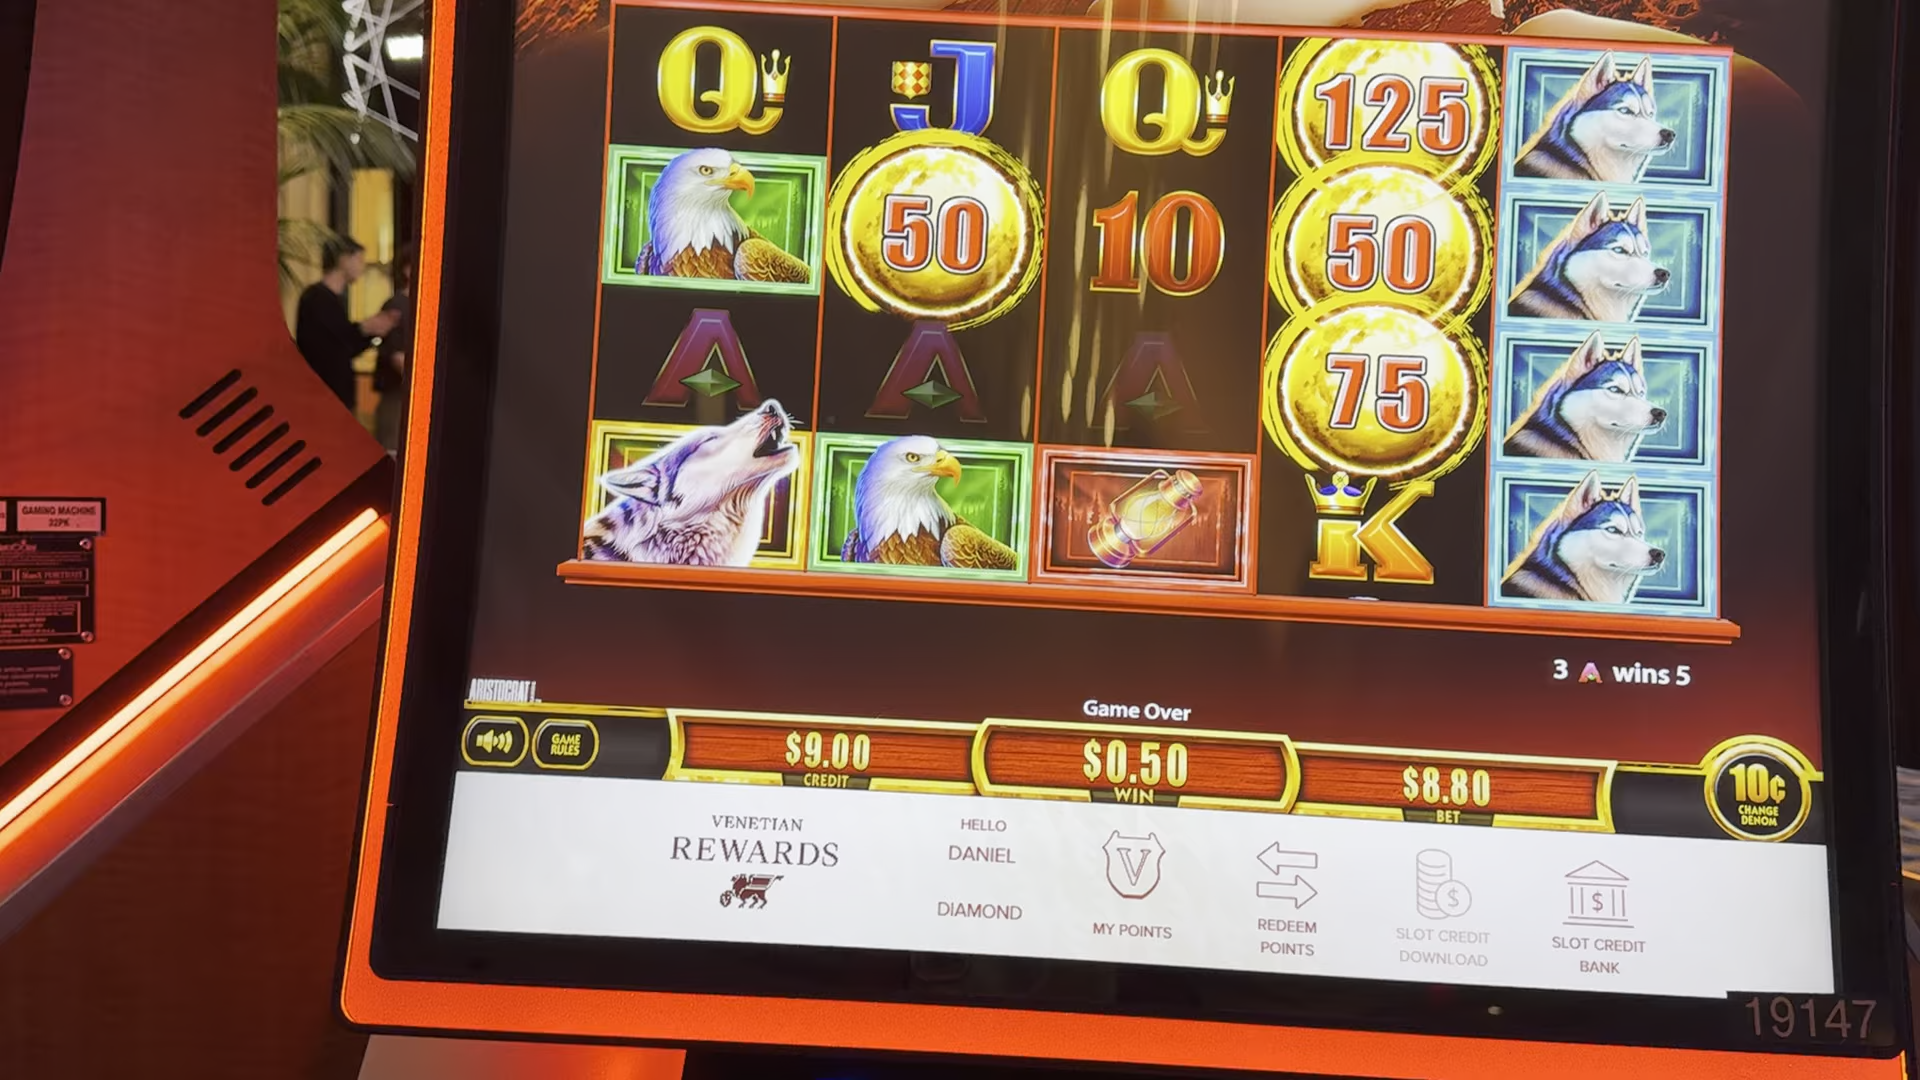 Q J Q 125
50 10 50
A A A 75
K
3 A wins 5
ARISTOCRAT
Game Over
GAME RULES
$9.00
CREDIT
$0.50
WIN
$8.80
BET
10¢
CHANGE
DENOM
VENETIAN
REWARDS
HELLO
DANIEL
DIAMOND
V
MY POINTS
REDEEM
POINTS
$
SLOT CREDIT
DOWNLOAD
$
SLOT CREDIT
BANK
19147
GAMING MACHINE
32PK